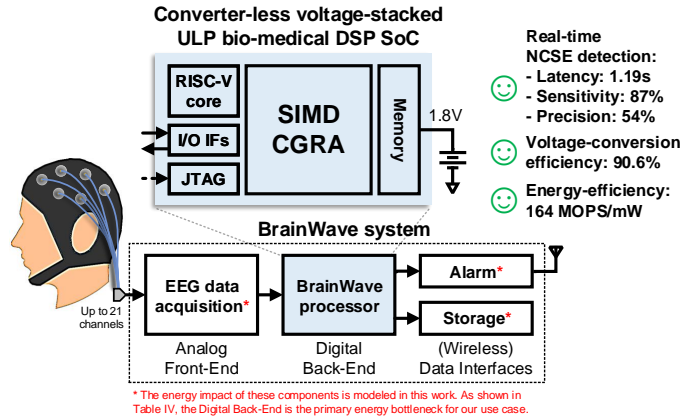 Converter-less voltage-stacked
ULP bio-medical DSP SoC
RISC-V
core
I/O IFs
JTAG
SIMD
CGRA
Memory
1.8V
Real-time
NCSE detection:
- Latency: 1.19s
- Sensitivity: 87%
- Precision: 54%
Voltage-conversion
efficiency: 90.6%
Energy-efficiency:
164 MOPS/mW
BrainWave system
Up to 21
channels
EEG data
acquisition*
BrainWave
processor
Alarm*
Storage*
Analog
Front-End
Digital
Back-End
(Wireless)
Data Interfaces
* The energy impact of these components is modeled in this work. As shown in
Table IV, the Digital Back-End is the primary energy bottleneck for our use case.